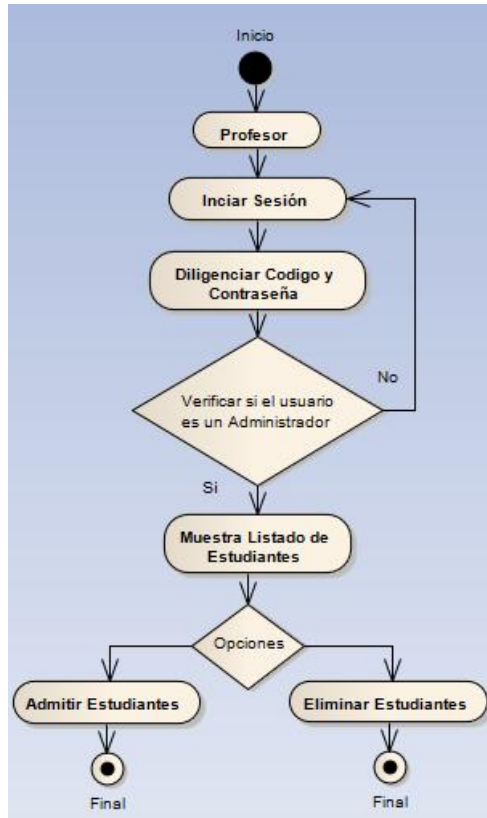 Inicio
Profesor
Inciar Sesión
Diligenciar Codigo y
Contraseña
Verificar si el usuario
es un Administrador
No
Si
Muestra Listado de
Estudiantes
Opciones
Admitir Estudiantes
Eliminar Estudiantes
Final
Final